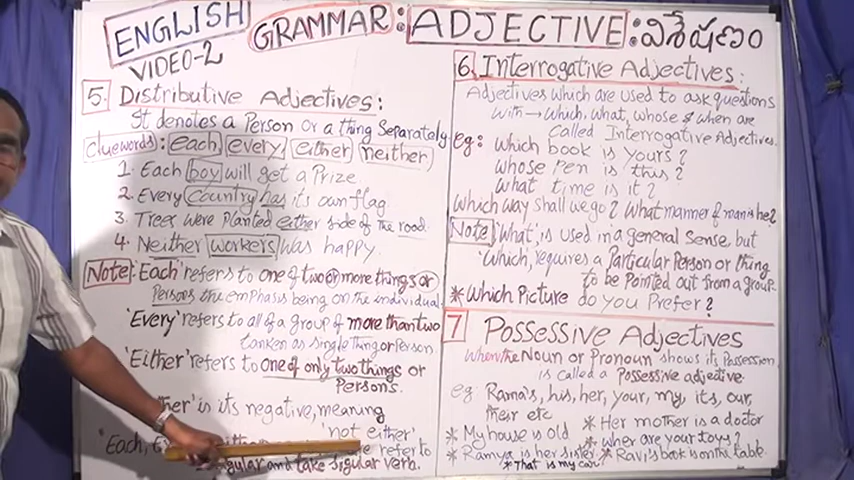 ENGLISH GRAMMAR: ADJECTIVE: విశేషణం
VIDEO-2
5. Distributive Adjectives:
It denotes a Person Or a thing Separately
cluewords: each every either neither
1. Each boy will get a Prize.
2. Every Country has its own flag.
3. Trees were Planted either side of the road.
4. Neither workers was happy.
Note: 'Each' refers to one of two or more things or
Persons the emphasis being on the individual.
'Every' refers to all of a group of more than two
tanken as single thing or Person.
'Either' refers to one of only two things or
Persons.
ther' is its negative, meaning
'not either'
'Each, refer to
gular and take sigular verb.
6. Interrogative Adjectives:
Adjectives which are used to ask questions
With → which, what, whose & when are
Called Interrogative Adjectives.
Eg: Which book is yours?
Whose Pen is this?
What time is it?
Which way shall we go? What manner of man is he?
Note: 'What', is used in a general sense, but
'Which', requires a Particular Person or thing
to be Pointed out from a group.
* Which Picture do you Prefer?
7 Possessive Adjectives
When the Noun or Pronoun shows its Possession
is called a Possessive adjective.
eg: Rama's, his, her, your, my, its, our,
their etc
* Her mother is a doctor
* My house is old * wher are your toys?
* Ramya is her sister * Ravi's book is on the table.
* That is my car.